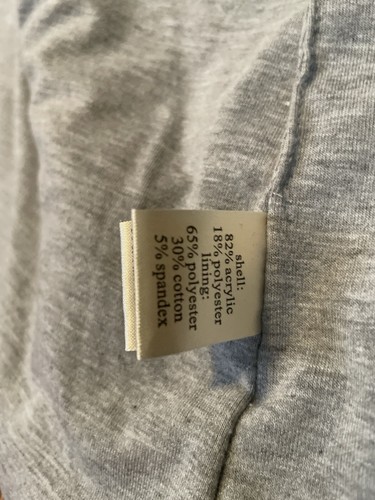 shell:
82% acrylic
18% polyester
lining:
65% polyester
30% cotton
5% spandex